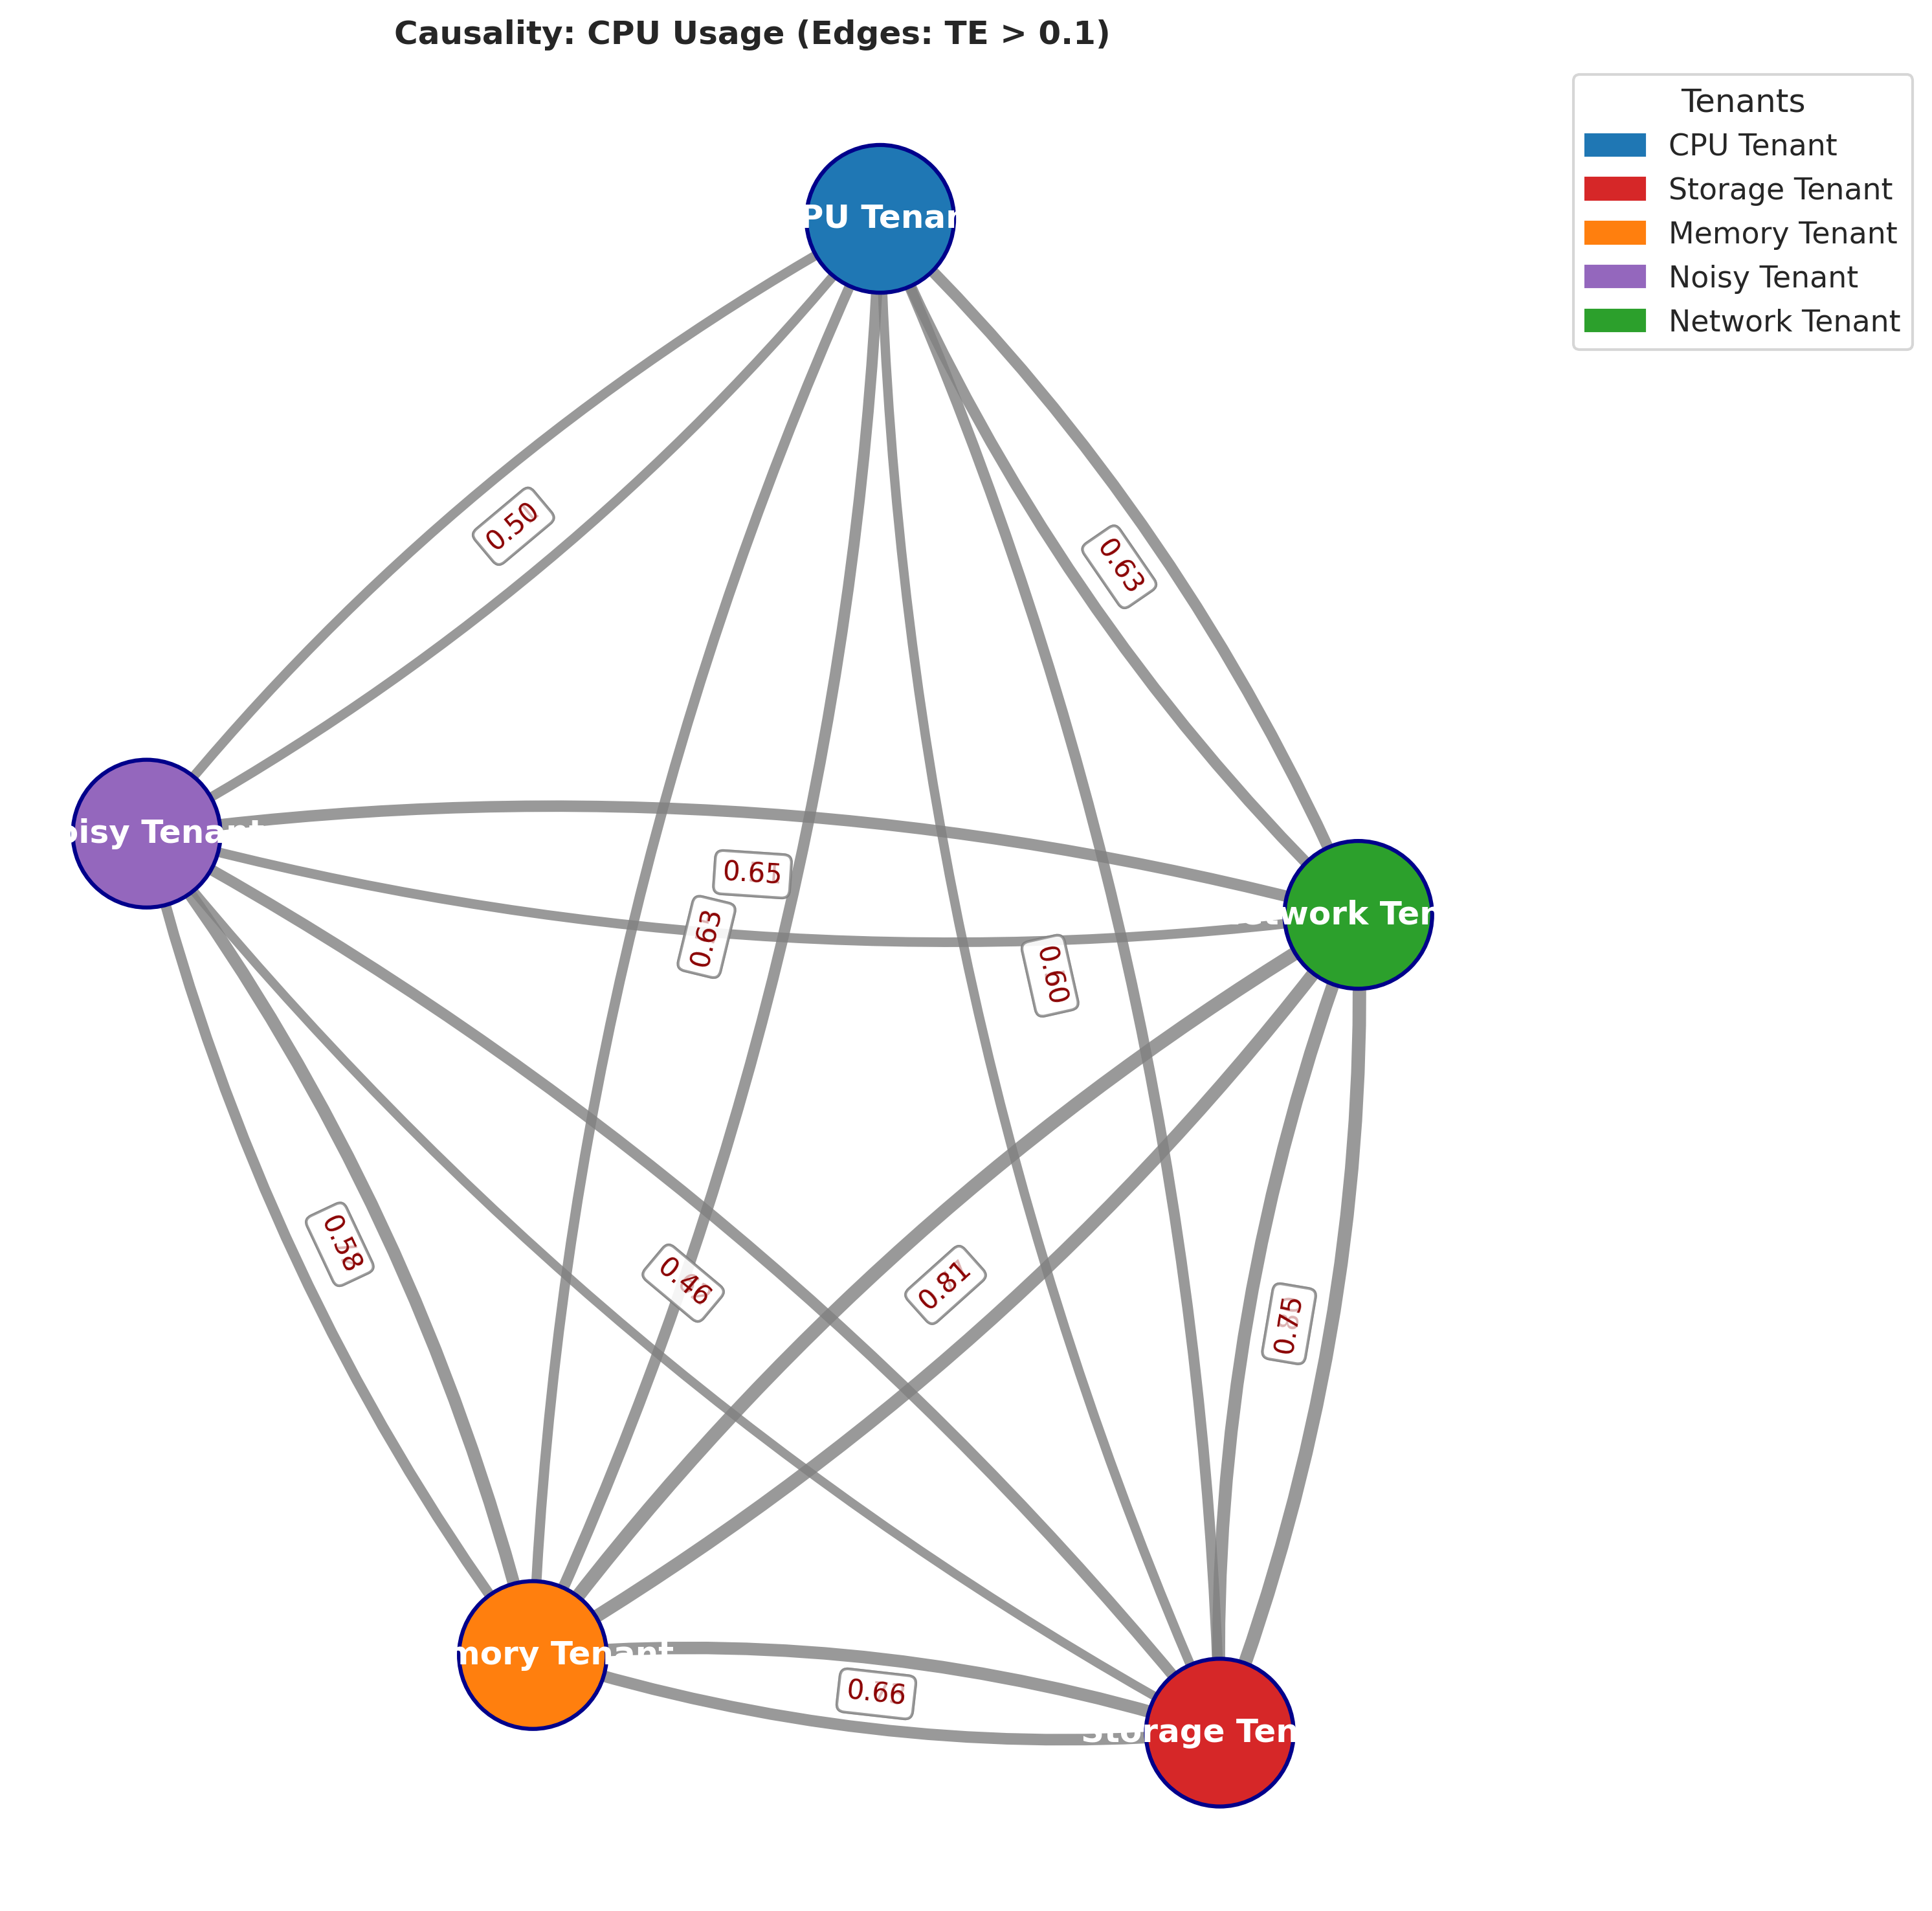 Causality: CPU Usage (Edges: TE > 0.1)
Tenants
CPU Tenant
Storage Tenant
Memory Tenant
Noisy Tenant
Network Tenant
PU Tenan
0.50
0.63
oisy Tenant
0.65
0.63
work Ten
0.60
0.58
0.46
0.81
0.75
mory Tenant
0.66
Storage Ten